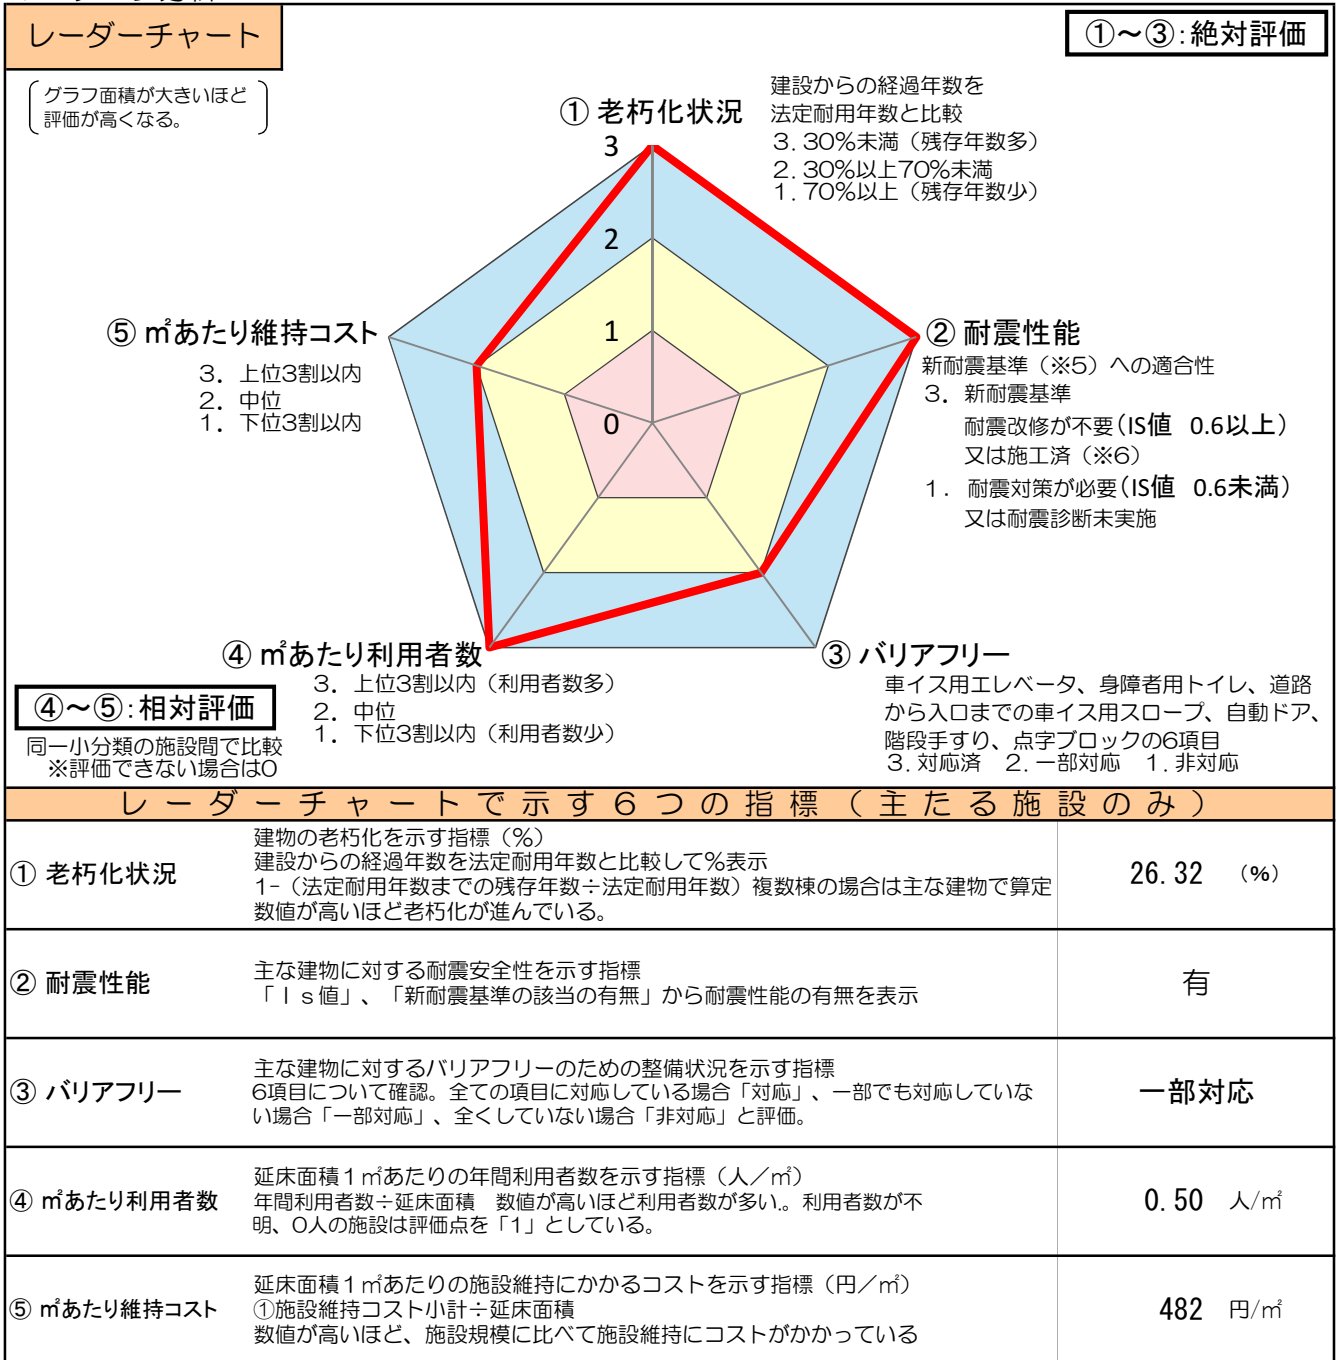 レーダーチャート
①～③:絶対評価
グラフ面積が大きいほど
評価が高くなる。
① 老朽化状況
建設からの経過年数を
法定耐用年数と比較
3.30%未満（残存年数多）
2.30%以上70%未満
1.70%以上（残存年数少）
3
2
1
0
② 耐震性能
新耐震基準（※5）への適合性
3. 新耐震基準
耐震改修が不要(IS値 0.6以上)
又は施工済（※6）
1. 耐震対策が必要(IS値 0.6未満)
又は耐震診断未実施
⑤ ㎡あたり維持コスト
3. 上位3割以内
2. 中位
1. 下位3割以内
④ ㎡あたり利用者数
3. 上位3割以内（利用者数多）
2. 中位
1. 下位3割以内（利用者数少）
③ バリアフリー
車イス用エレベータ、身障者用トイレ、道路
から入口までの車イス用スロープ、自動ドア、
階段手すり、点字ブロックの6項目
3.対応済 2.一部対応 1.非対応
④～⑤:相対評価
同一小分類の施設間で比較
※評価できない場合は0
レーダーチャートで示す６つの指標（主たる施設のみ）
① 老朽化状況
建物の老朽化を示す指標（%）
建設からの経過年数を法定耐用年数と比較して%表示
1-（法定耐用年数までの残存年数÷法定耐用年数）複数棟の場合は主な建物で算定
数値が高いほど老朽化が進んでいる。
26.32 （%）
② 耐震性能
主な建物に対する耐震安全性を示す指標
「Ｉｓ値」、「新耐震基準の該当の有無」から耐震性能の有無を表示
有
③ バリアフリー
主な建物に対するバリアフリーのための整備状況を示す指標
6項目について確認。全ての項目に対応している場合「対応」、一部でも対応していな
い場合「一部対応」、全くしていない場合「非対応」と評価。
一部対応
④ ㎡あたり利用者数
延床面積１㎡あたりの年間利用者数を示す指標（人／㎡）
年間利用者数÷延床面積 数値が高いほど利用者数が多い。利用者数が不
明、0人の施設は評価点を「1」としている。
0.50 人/㎡
⑤ ㎡あたり維持コスト
延床面積１㎡あたりの施設維持にかかるコストを示す指標（円／㎡）
①施設維持コスト小計÷延床面積
数値が高いほど、施設規模に比べて施設維持にコストがかかっている
482 円/㎡